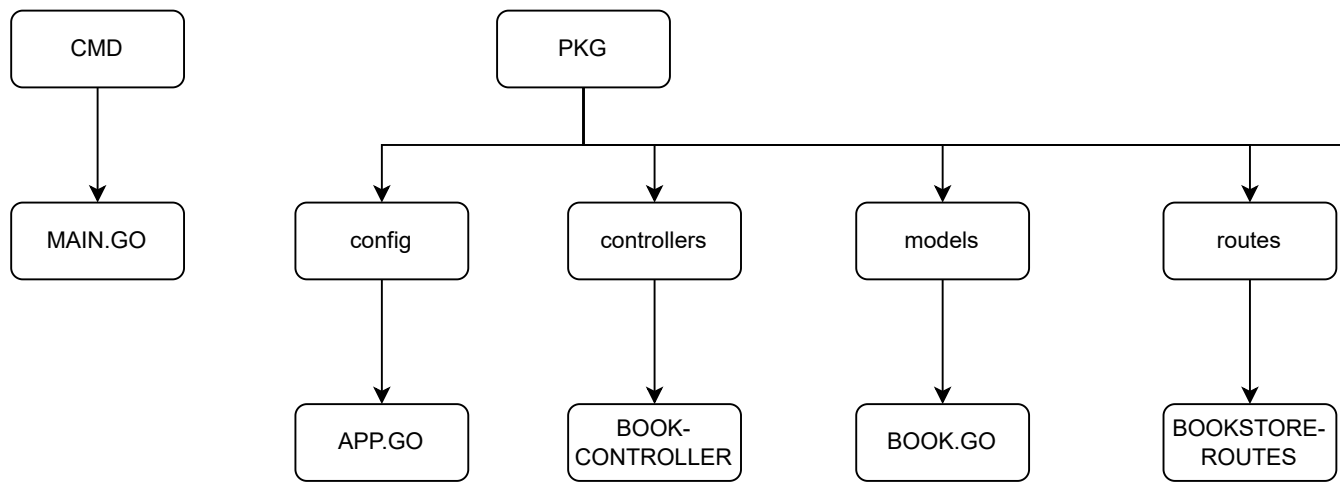 CMD
PKG
MAIN.GO
config
controllers
models
routes
APP.GO
BOOK-
CONTROLLER
BOOK.GO
BOOKSTORE-
ROUTES